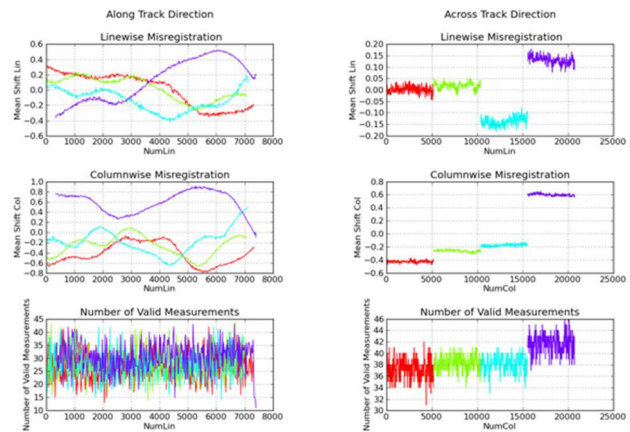 Along Track Direction
Across Track Direction
Linewise Misregistration
Mean Shift Lin
0.6
0.4
0.2
0.0
−0.2
−0.4
−0.6
0 1000 2000 3000 4000 5000 6000 7000 8000
NumLin
Linewise Misregistration
Mean Shift Lin
0.20
0.15
0.10
0.05
0.00
−0.05
−0.10
−0.15
−0.20
0 5000 10000 15000 20000 25000
NumLin
Columnwise Misregistration
Mean Shift Col
1.0
0.8
0.6
0.4
0.2
0.0
−0.2
−0.4
−0.6
−0.8
0 1000 2000 3000 4000 5000 6000 7000 8000
NumLin
Columnwise Misregistration
Mean Shift Col
0.8
0.6
0.4
0.2
0.0
−0.2
−0.4
−0.6
0 5000 10000 15000 20000 25000
NumCol
Number of Valid Measurements
Number of Valid Measurements
45
40
35
30
25
20
15
10
0 1000 2000 3000 4000 5000 6000 7000 8000
NumLin
Number of Valid Measurements
Number of Valid Measurements
46
44
42
40
38
36
34
32
30
0 5000 10000 15000 20000 25000
NumCol